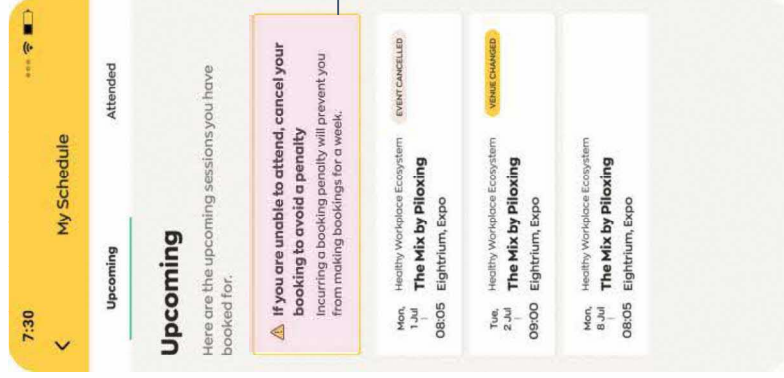 7:30
My Schedule
Upcoming
Attended
Upcoming
Here are the upcoming sessions you have
booked for.
If you are unable to attend, cancel your
booking to avoid a penalty
Incurring a booking penalty will prevent you
from making bookings for a week.
Mon,
1 Jul
08:05
Healthy Workplace Ecosystem
The Mix by Piloxing
Eightrium, Expo
EVENT CANCELLED
Tue,
2 Jul
09:00
Healthy Workplace Ecosystem
The Mix by Piloxing
Eightrium, Expo
VENUE CHANGED
Mon,
8 Jul
08:05
Healthy Workplace Ecosystem
The Mix by Piloxing
Eightrium, Expo